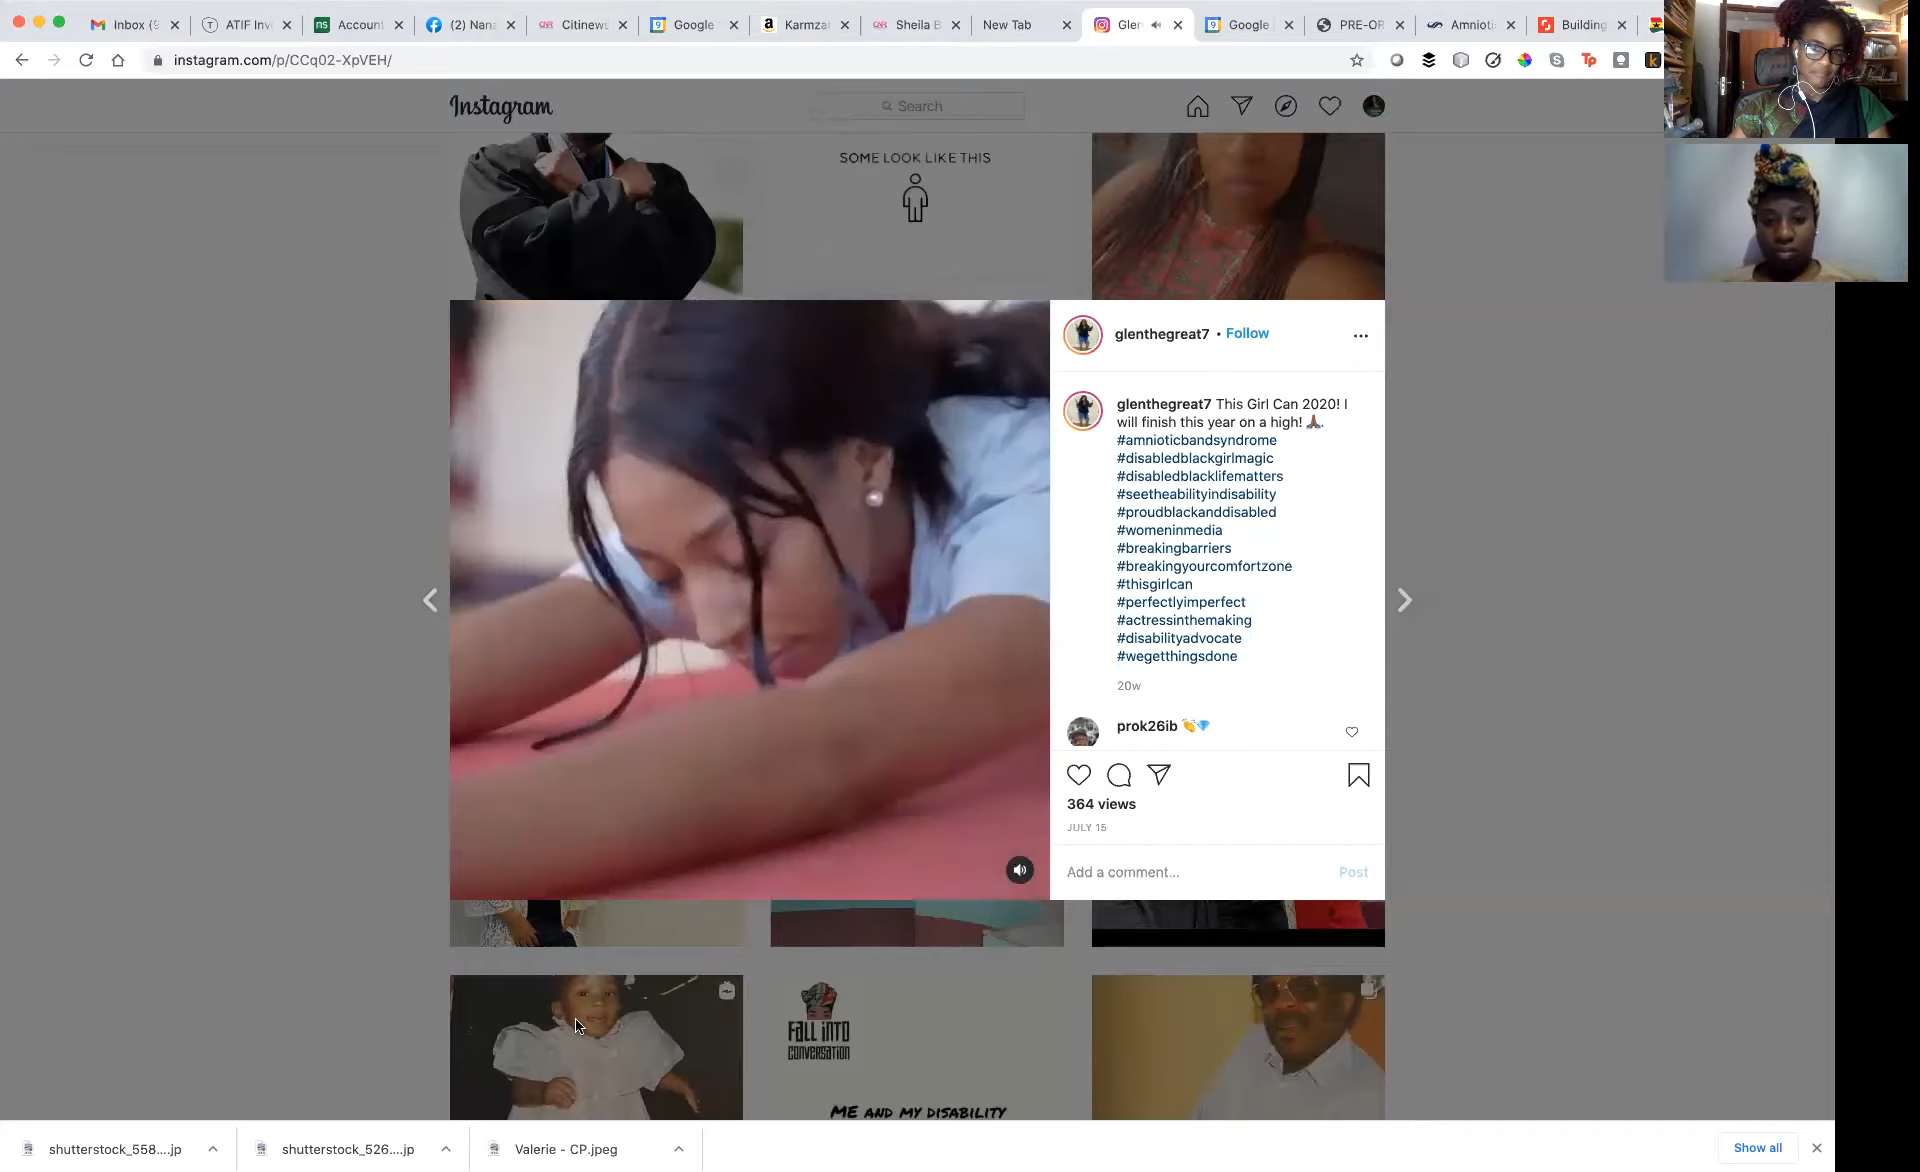 Inbox (9
ATIF Inv
Account
(2) Nana
Citinews
Google
Karmzah
Sheila B
New Tab
Glen
Google
PRE-OR
Amnioti
Building
instagram.com/p/CCq02-XpVEH/
Instagram
Search
SOME LOOK LIKE THIS
glenthegreat7 • Follow
glenthegreat7 This Girl Can 2020! I
will finish this year on a high! 🙏🏾.
#amnioticbandsyndrome
#disabledblackgirlmagic
#disabledblacklifematters
#seetheabilityindisability
#proudblackanddisabled
#womeninmedia
#breakingbarriers
#breakingyourcomfortzone
#thisgirlcan
#perfectlyimperfect
#actressinthemaking
#disabilityadvocate
#wegetthingsdone
20w
prok26ib 👏💎
364 views
JULY 15
Add a comment... Post
FALL INTO
CONVERSATION
ME AND MY DISABILITY
shutterstock_558....jp
shutterstock_526....jp
Valerie - CP.jpeg
Show all